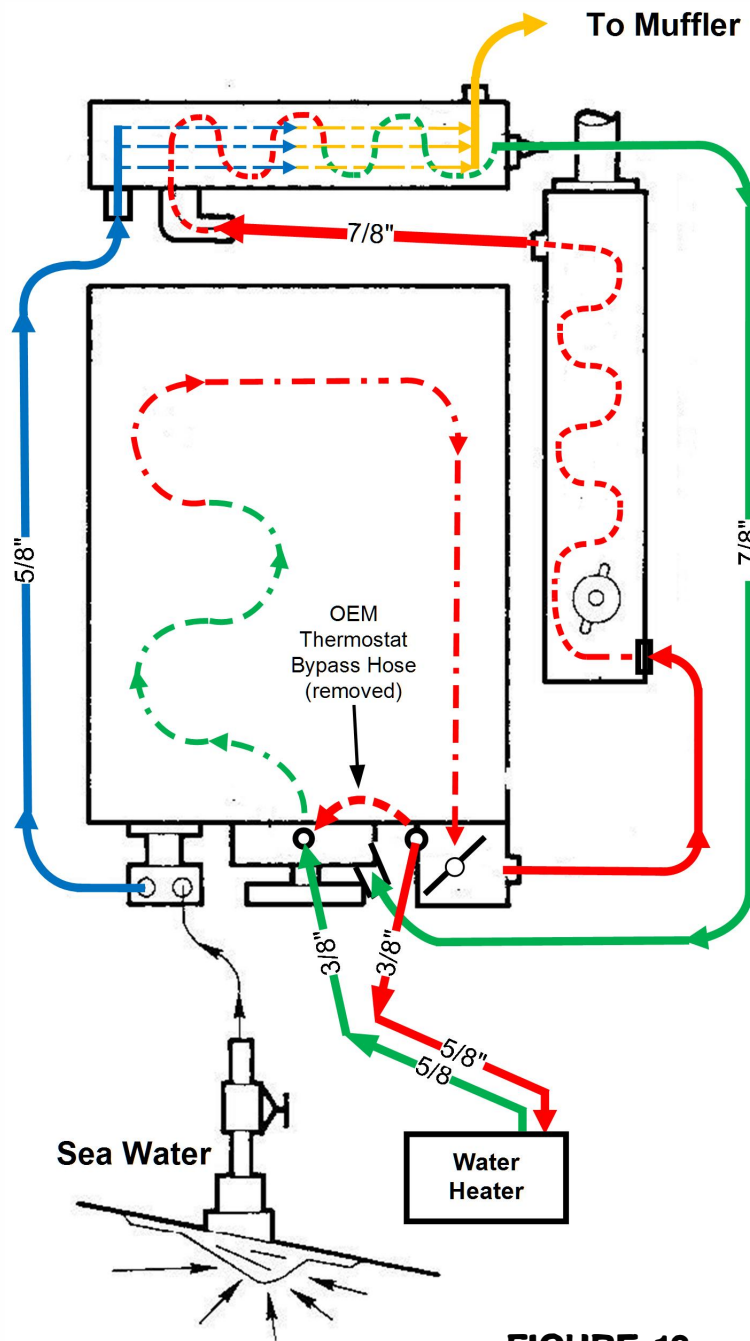 To Muffler
7/8"
5/8"
7/8"
OEM
Thermostat
Bypass Hose
(removed)
3/8"
3/8"
5/8"
5/8
Sea Water
Water
Heater